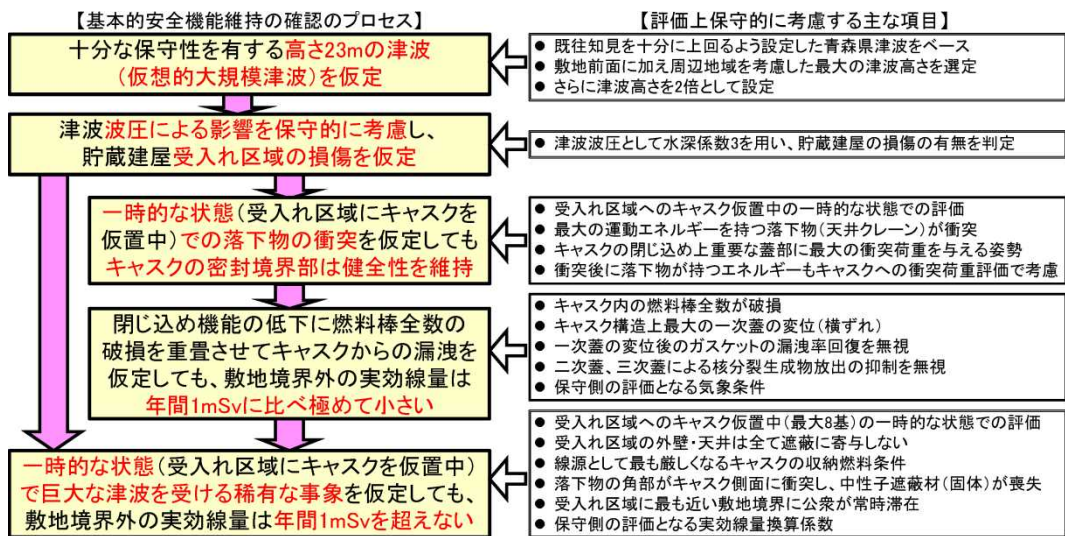 【基本的安全機能維持の確認のプロセス】
【評価上保守的に考慮する主な項目】
十分な保守性を有する高さ23mの津波
（仮想的大規模津波）を仮定
● 既往知見を十分に上回るよう設定した青森県津波をベース
● 敷地前面に加え周辺地域を考慮した最大の津波高さを選定
● さらに津波高さを2倍として設定
津波波圧による影響を保守的に考慮し、
貯蔵建屋受入れ区域の損傷を仮定
● 津波波圧として水深係数3を用い、貯蔵建屋の損傷の有無を判定
一時的な状態（受入れ区域にキャスクを
仮置中）での落下物の衝突を仮定しても
キャスクの密封境界部は健全性を維持
● 受入れ区域へのキャスク仮置中の一時的な状態での評価
● 最大の運動エネルギーを持つ落下物（天井クレーン）が衝突
● キャスクの閉じ込め上重要な蓋部に最大の衝突荷重を与える姿勢
● 衝突後に落下物が持つエネルギーもキャスクへの衝突荷重評価で考慮
閉じ込め機能の低下に燃料棒全数の
破損を重畳させてキャスクからの漏洩を
仮定しても、敷地境界外の実効線量は
年間1mSvに比べ極めて小さい
● キャスク内の燃料棒全数が破損
● キャスク構造上最大の一次蓋の変位（横ずれ）
● 一次蓋の変位後のガスケットの漏洩率回復を無視
● 二次蓋、三次蓋による核分裂生成物放出の抑制を無視
● 保守側の評価となる気象条件
一時的な状態（受入れ区域にキャスクを仮置中）
で巨大な津波を受ける稀有な事象を仮定しても、
敷地境界外の実効線量は年間1mSvを超えない
● 受入れ区域へのキャスク仮置中（最大8基）の一時的な状態での評価
● 受入れ区域の外壁・天井は全て遮蔽に寄与しない
● 線源として最も厳しくなるキャスクの収納燃料条件
● 落下物の角部がキャスク側面に衝突し、中性子遮蔽材（固体）が喪失
● 受入れ区域に最も近い敷地境界に公衆が常時滞在
● 保守側の評価となる実効線量換算係数